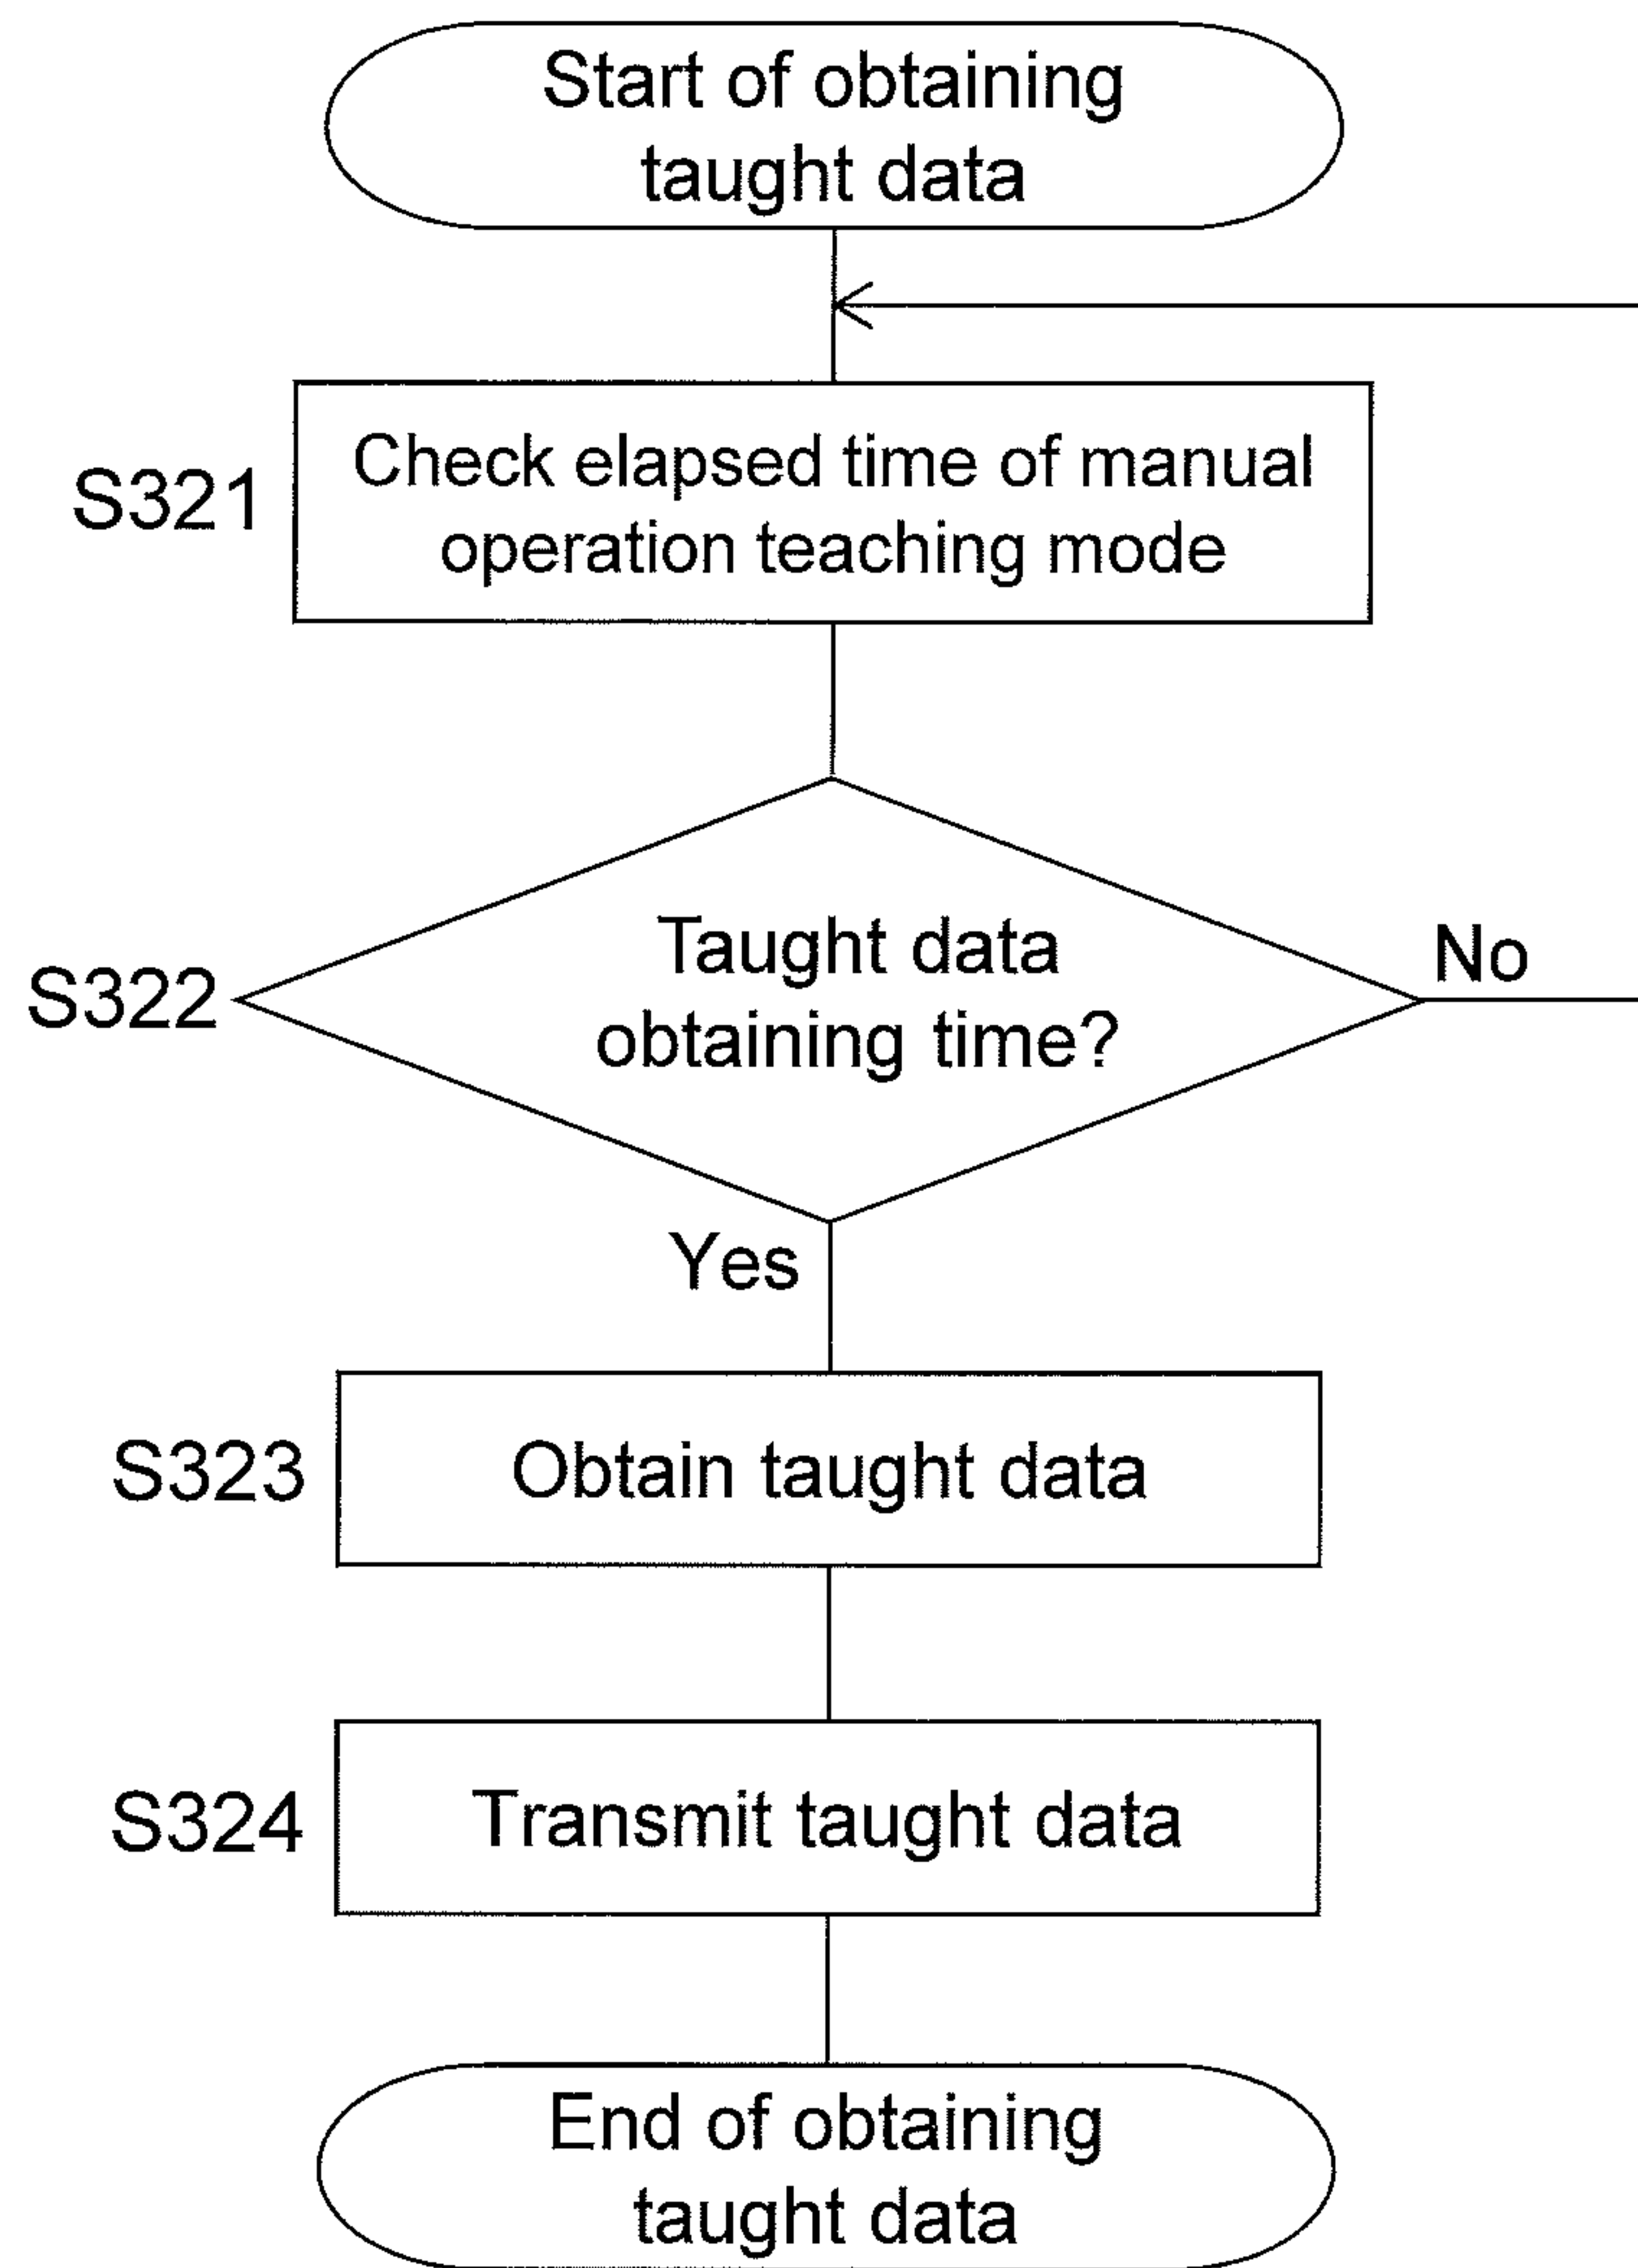 Start of obtaining
taught data
S321
Check elapsed time of manual
operation teaching mode
S322
Taught data
obtaining time?
No
Yes
S323
Obtain taught data
S324
Transmit taught data
End of obtaining
taught data